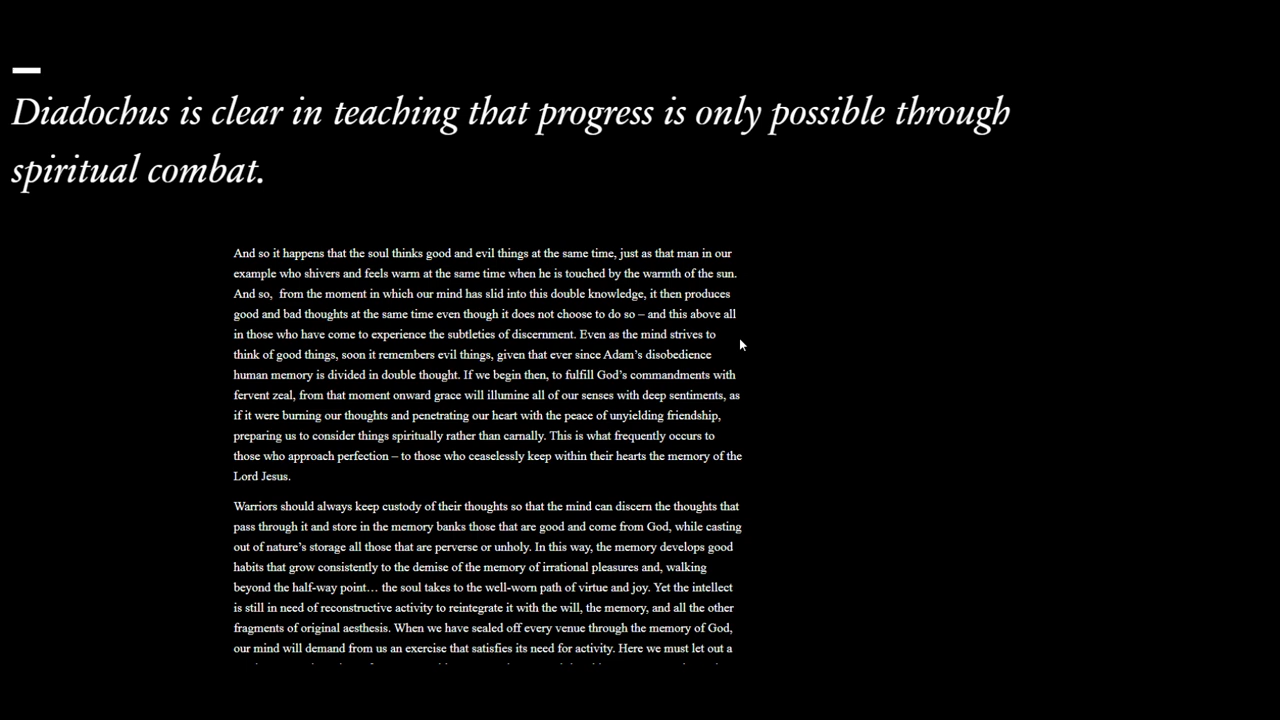 Diadochus is clear in teaching that progress is only possible through
spiritual combat.
And so it happens that the soul thinks good and evil things at the same time, just as that man in our
example who shivers and feels warm at the same time when he is touched by the warmth of the sun.
And so,  from the moment in which our mind has slid into this double knowledge, it then produces
good and bad thoughts at the same time even though it does not choose to do so – and this above all
in those who have come to experience the subtleties of discernment. Even as the mind strives to
think of good things, soon it remembers evil things, given that ever since Adam’s disobedience
human memory is divided in double thought. If we begin then, to fulfill God’s commandments with
fervent zeal, from that moment onward grace will illumine all of our senses with deep sentiments, as
if it were burning our thoughts and penetrating our heart with the peace of unyielding friendship,
preparing us to consider things spiritually rather than carnally. This is what frequently occurs to
those who approach perfection – to those who ceaselessly keep within their hearts the memory of the
Lord Jesus.
Warriors should always keep custody of their thoughts so that the mind can discern the thoughts that
pass through it and store in the memory banks those that are good and come from God, while casting
out of nature’s storage all those that are perverse or unholy. In this way, the memory develops good
habits that grow consistently to the demise of the memory of irrational pleasures and, walking
beyond the half-way point… the soul takes to the well-worn path of virtue and joy. Yet the intellect
is still in need of reconstructive activity to reintegrate it with the will, the memory, and all the other
fragments of original aesthesis. When we have sealed off every venue through the memory of God,
our mind will demand from us an exercise that satisfies its need for activity. Here we must let out a